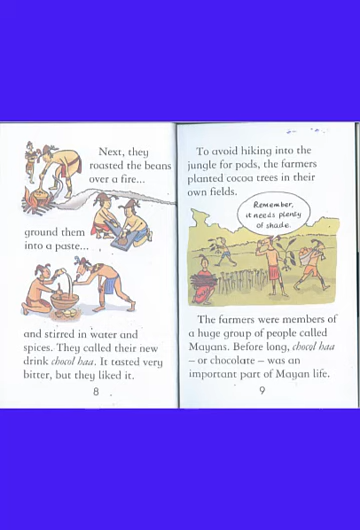 Next, they
roasted the beans
over a fire...
ground them
into a paste...
and stirred in water and
spices. They called their new
drink chocol haa. It tasted very
bitter, but they liked it.
8
To avoid hiking into the
jungle for pods, the farmers
planted cocoa trees in their
own fields.
Remember,
it needs plenty
of shade.
The farmers were members of
a huge group of people called
Mayans. Before long, chocol haa
– or chocolate – was an
important part of Mayan life.
9